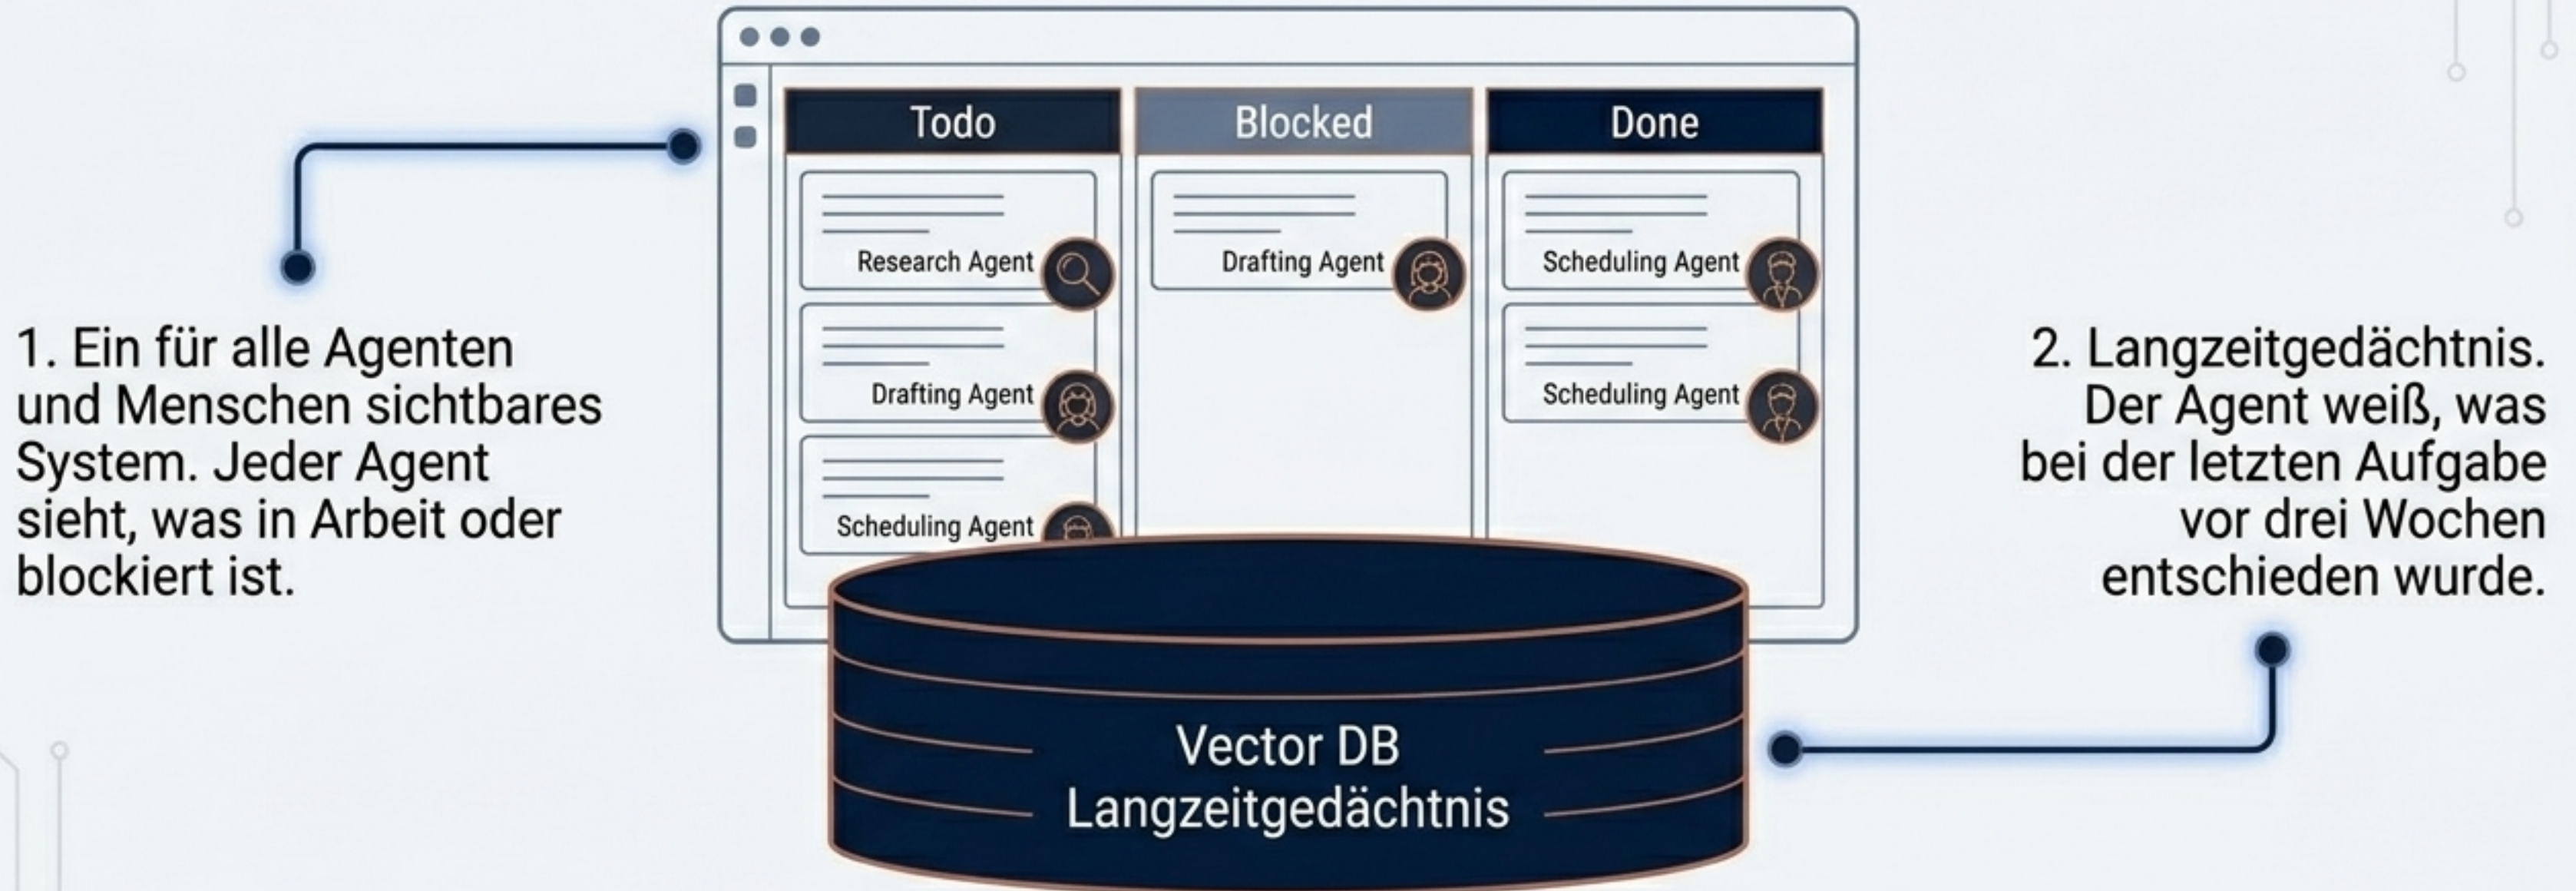 Todo
Blocked
Done
Research Agent
Drafting Agent
Scheduling Agent
Drafting Agent
Scheduling Agent
Scheduling Agent
1. Ein für alle Agenten
und Menschen sichtbares
System. Jeder Agent
sieht, was in Arbeit oder
blockiert ist.
2. Langzeitgedächtnis.
Der Agent weiß, was
bei der letzten Aufgabe
vor drei Wochen
entschieden wurde.
Vector DB
Langzeitgedächtnis